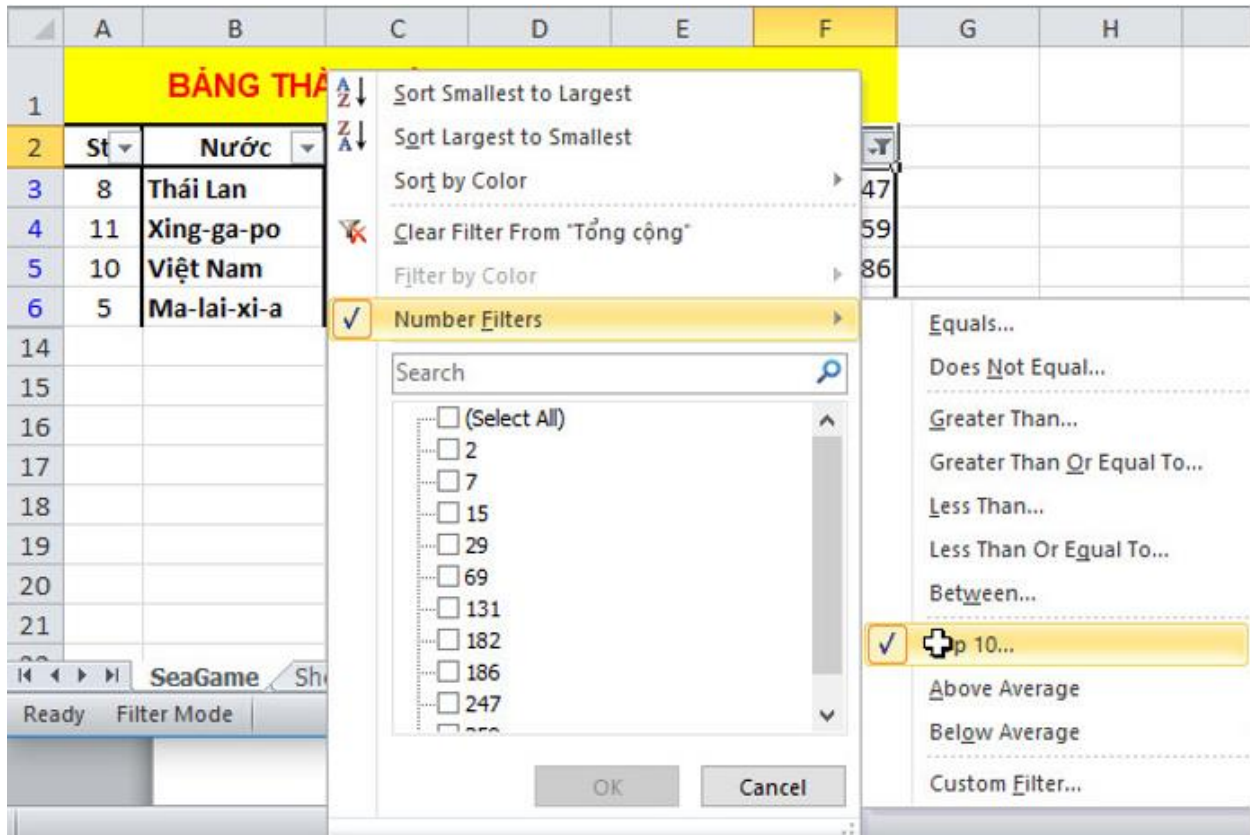 A B C D E F G H
1 BẢNG THÀ
2 St Nước
3 8 Thái Lan 47
4 11 Xing-ga-po 59
5 10 Việt Nam 86
6 5 Ma-lai-xi-a
14
15
16
17
18
19
20
21
Sort Smallest to Largest
Sort Largest to Smallest
Sort by Color
Clear Filter From "Tổng cộng"
Filter by Color
Number Filters
Search
(Select All)
2
7
15
29
69
131
182
186
247
OK Cancel
Equals...
Does Not Equal...
Greater Than...
Greater Than Or Equal To...
Less Than...
Less Than Or Equal To...
Between...
p 10...
Above Average
Below Average
Custom Filter...
SeaGame Sh
Ready Filter Mode